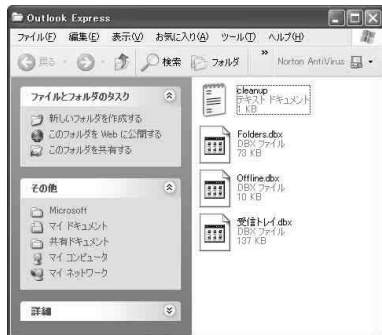 Outlook Express
ファイル(F) 編集(E) 表示(V) お気に入り(A) ツール(T) ヘルプ(H)
戻る 検索 フォルダ » Norton AntiVirus
ファイルとフォルダのタスク
新しいフォルダを作成する
このフォルダを Web に公開する
このフォルダを共有する
その他
Microsoft
マイ ドキュメント
共有ドキュメント
マイ コンピュータ
マイ ネットワーク
詳細
cleanup
テキスト ドキュメント
1 KB
Folders.dbx
DBX ファイル
73 KB
Offline.dbx
DBX ファイル
10 KB
受信トレイ.dbx
DBX ファイル
137 KB